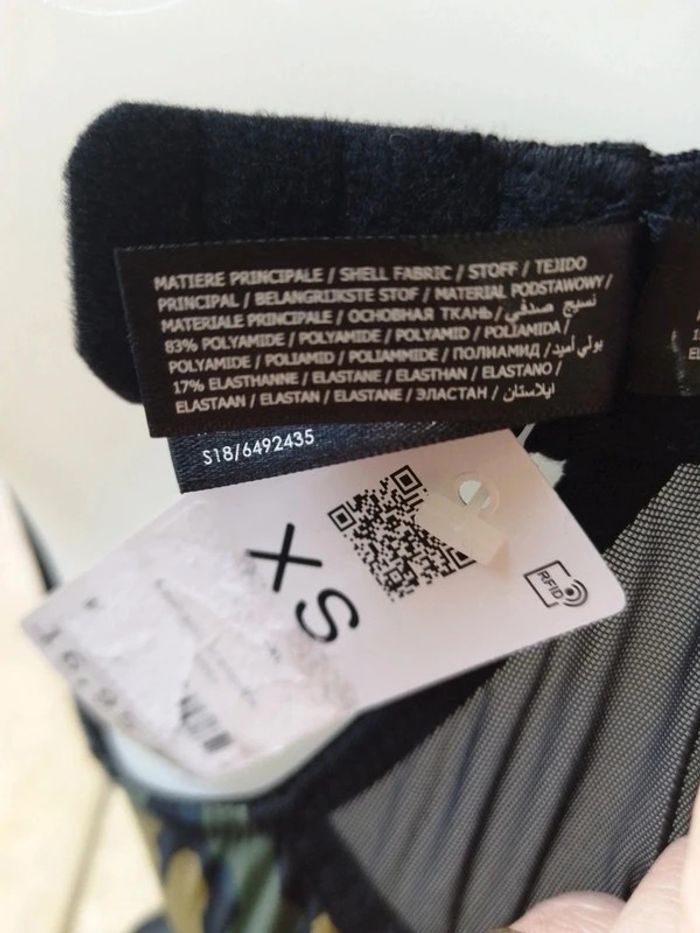 MATIERE PRINCIPALE / SHELL FABRIC / STOFF / TEJIDO
PRINCIPAL / BELANGRIJKSTE STOF / MATERIAL PODSTAWOWY /
MATERIALE PRINCIPALE / ОСНОВНАЯ ТКАНЬ / نسيج صدفي /
83% POLYAMIDE / POLYAMIDE / POLYAMID / POLIAMIDA /
POLYAMIDE / POLIAMID / POLIAMMIDE / ПОЛИАМИД / بولي أميد /
17% ELASTHANNE / ELASTANE / ELASTHAN / ELASTANO /
ELASTAAN / ELASTAN / ELASTANE / ЭЛАСТАН / ايلاستان
S18/6492435
XS
RFID